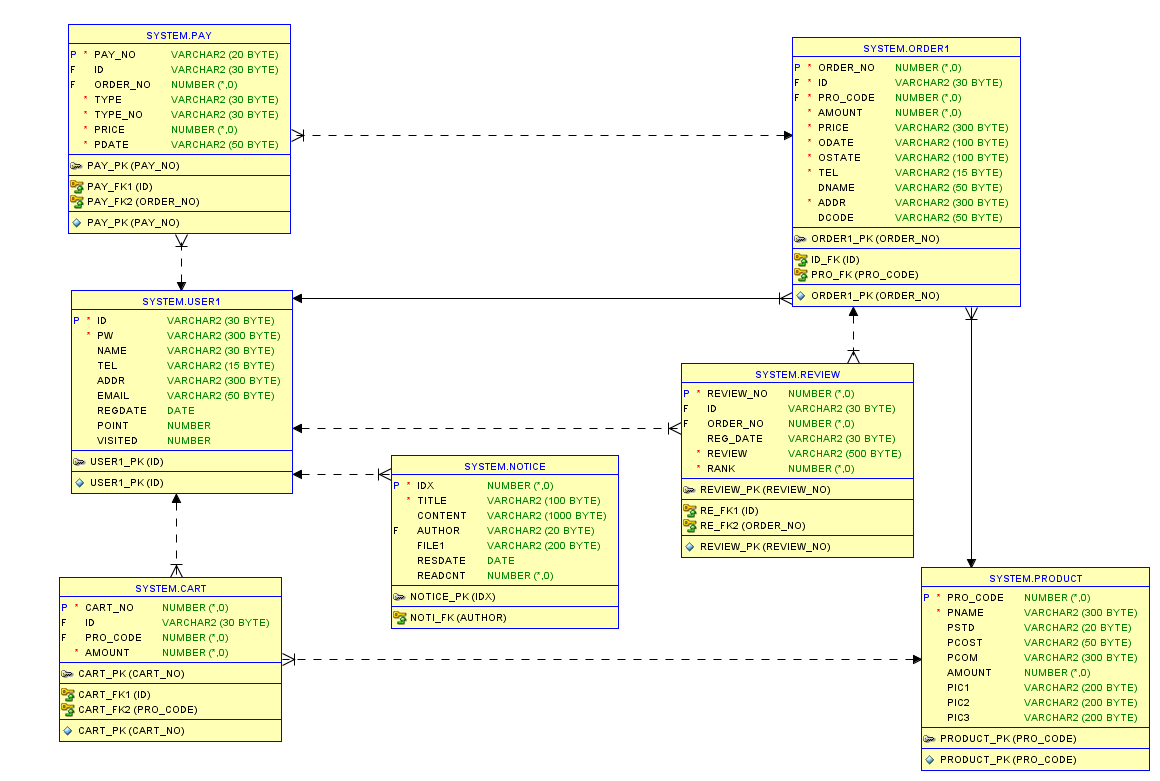 SYSTEM.PAY
P * PAY_NO VARCHAR2 (20 BYTE)
F ID VARCHAR2 (30 BYTE)
F ORDER_NO NUMBER (*,0)
* TYPE VARCHAR2 (30 BYTE)
* TYPE_NO VARCHAR2 (30 BYTE)
* PRICE NUMBER (*,0)
* PDATE VARCHAR2 (50 BYTE)
PAY_PK (PAY_NO)
PAY_FK1 (ID)
PAY_FK2 (ORDER_NO)
PAY_PK (PAY_NO)
SYSTEM.ORDER1
P * ORDER_NO NUMBER (*,0)
F * ID VARCHAR2 (30 BYTE)
F * PRO_CODE NUMBER (*,0)
* AMOUNT NUMBER (*,0)
* PRICE VARCHAR2 (300 BYTE)
* ODATE VARCHAR2 (100 BYTE)
* OSTATE VARCHAR2 (100 BYTE)
* TEL VARCHAR2 (15 BYTE)
DNAME VARCHAR2 (50 BYTE)
* ADDR VARCHAR2 (300 BYTE)
DCODE VARCHAR2 (50 BYTE)
ORDER1_PK (ORDER_NO)
ID_FK (ID)
PRO_FK (PRO_CODE)
ORDER1_PK (ORDER_NO)
SYSTEM.USER1
P * ID VARCHAR2 (30 BYTE)
* PW VARCHAR2 (300 BYTE)
NAME VARCHAR2 (30 BYTE)
TEL VARCHAR2 (15 BYTE)
ADDR VARCHAR2 (300 BYTE)
EMAIL VARCHAR2 (50 BYTE)
REGDATE DATE
POINT NUMBER
VISITED NUMBER
USER1_PK (ID)
USER1_PK (ID)
SYSTEM.REVIEW
P * REVIEW_NO NUMBER (*,0)
F ID VARCHAR2 (30 BYTE)
F ORDER_NO NUMBER (*,0)
REG_DATE VARCHAR2 (30 BYTE)
* REVIEW VARCHAR2 (500 BYTE)
* RANK NUMBER (*,0)
REVIEW_PK (REVIEW_NO)
RE_FK1 (ID)
RE_FK2 (ORDER_NO)
REVIEW_PK (REVIEW_NO)
SYSTEM.NOTICE
P * IDX NUMBER (*,0)
* TITLE VARCHAR2 (100 BYTE)
CONTENT VARCHAR2 (1000 BYTE)
F AUTHOR VARCHAR2 (20 BYTE)
FILE1 VARCHAR2 (200 BYTE)
RESDATE DATE
READCNT NUMBER (*,0)
NOTICE_PK (IDX)
NOTI_FK (AUTHOR)
SYSTEM.CART
P * CART_NO NUMBER (*,0)
F ID VARCHAR2 (30 BYTE)
F PRO_CODE NUMBER (*,0)
* AMOUNT NUMBER (*,0)
CART_PK (CART_NO)
CART_FK1 (ID)
CART_FK2 (PRO_CODE)
CART_PK (CART_NO)
SYSTEM.PRODUCT
P * PRO_CODE NUMBER (*,0)
* PNAME VARCHAR2 (300 BYTE)
PSTD VARCHAR2 (20 BYTE)
PCOST VARCHAR2 (50 BYTE)
PCOM VARCHAR2 (300 BYTE)
AMOUNT NUMBER (*,0)
PIC1 VARCHAR2 (200 BYTE)
PIC2 VARCHAR2 (200 BYTE)
PIC3 VARCHAR2 (200 BYTE)
PRODUCT_PK (PRO_CODE)
PRODUCT_PK (PRO_CODE)